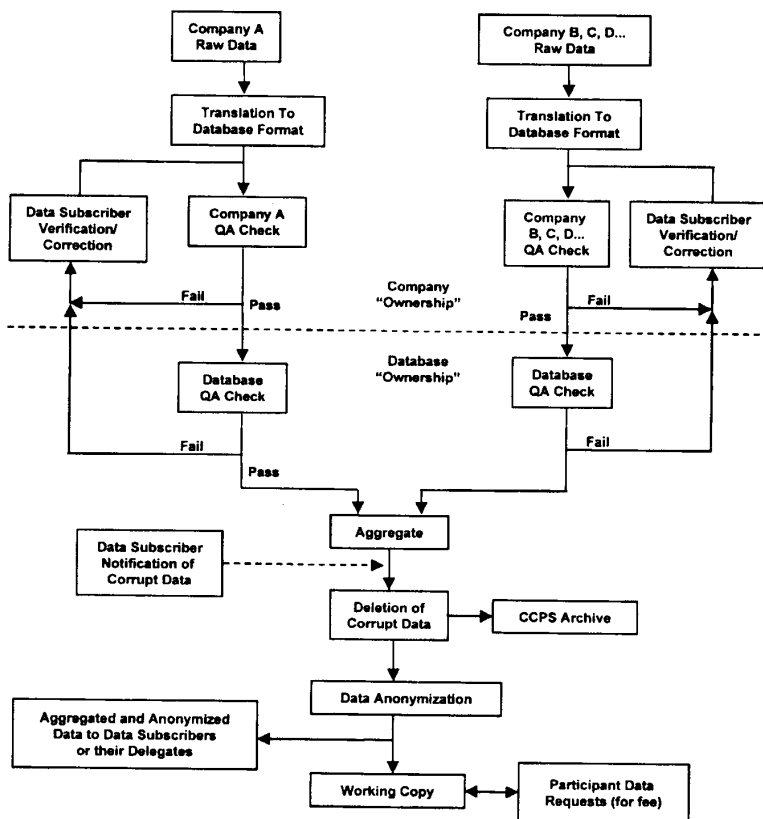 Company A
Raw Data
Company B, C, D...
Raw Data
Translation To
Database Format
Translation To
Database Format
Data Subscriber
Verification/
Correction
Company A
QA Check
Company
B, C, D...
QA Check
Data Subscriber
Verification/
Correction
Fail
Pass
Company
"Ownership"
Pass
Fail
Database
"Ownership"
Database
QA Check
Database
QA Check
Fail
Pass
Fail
Aggregate
Data Subscriber
Notification of
Corrupt Data
Deletion of
Corrupt Data
CCPS Archive
Data Anonymization
Aggregated and Anonymized
Data to Data Subscribers
or their Delegates
Working Copy
Participant Data
Requests (for fee)